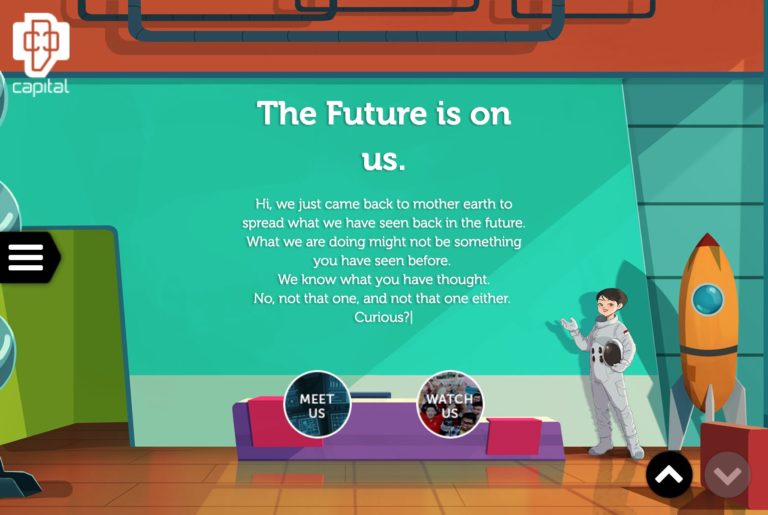 capital
The Future is on
us.
Hi, we just came back to mother earth to
spread what we have seen back in the future.
What we are doing might not be something
you have seen before.
We know what you have thought.
No, not that one, and not that one either.
Curious?|
MEET
US
WATCH
US